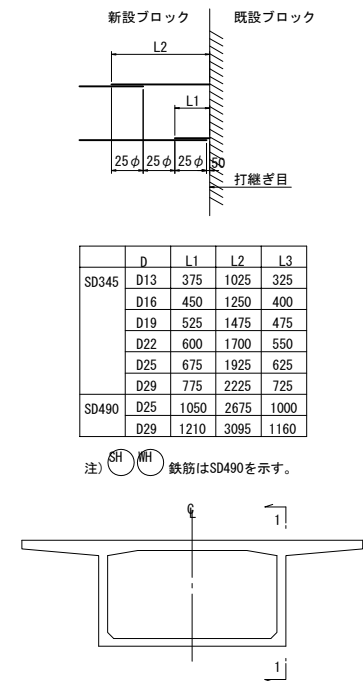 新設ブロック 既設ブロック
L2
L1
25φ 25φ 25φ 50
打継ぎ目
D L1 L2 L3
SD345 D13 375 1025 325
D16 450 1250 400
D19 525 1475 475
D22 600 1700 550
D25 675 1925 625
D29 775 2225 725
SD490 D25 1050 2675 1000
D29 1210 3095 1160
注) SH WH 鉄筋はSD490を示す。
CL
1
1